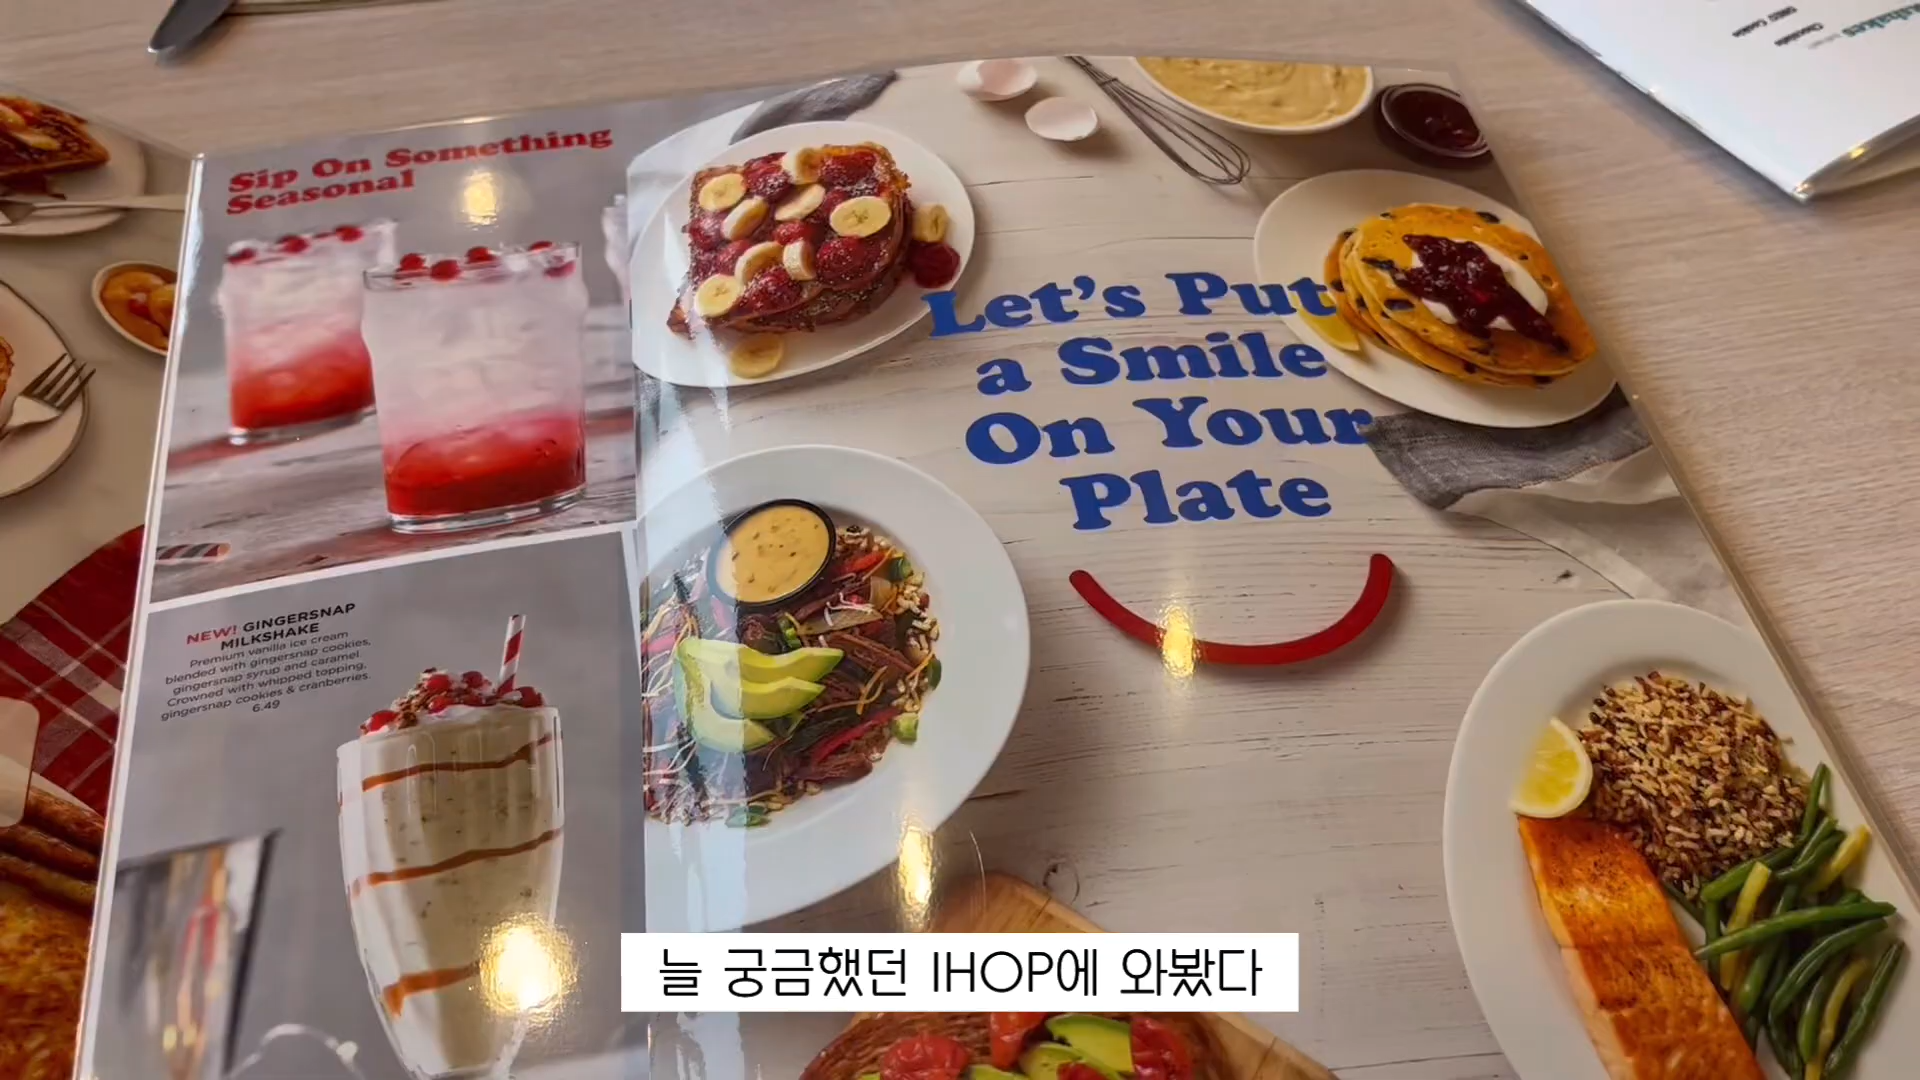 Sip On Something
Seasonal
NEW! GINGERSNAP
MILKSHAKE
Premium vanilla ice cream
blended with gingersnap cookies,
gingersnap syrup and caramel.
Crowned with whipped topping,
gingersnap cookies & cranberries.
6.49
Let's Put
a Smile
On Your
Plate
늘 궁금했던 IHOP에 와봤다